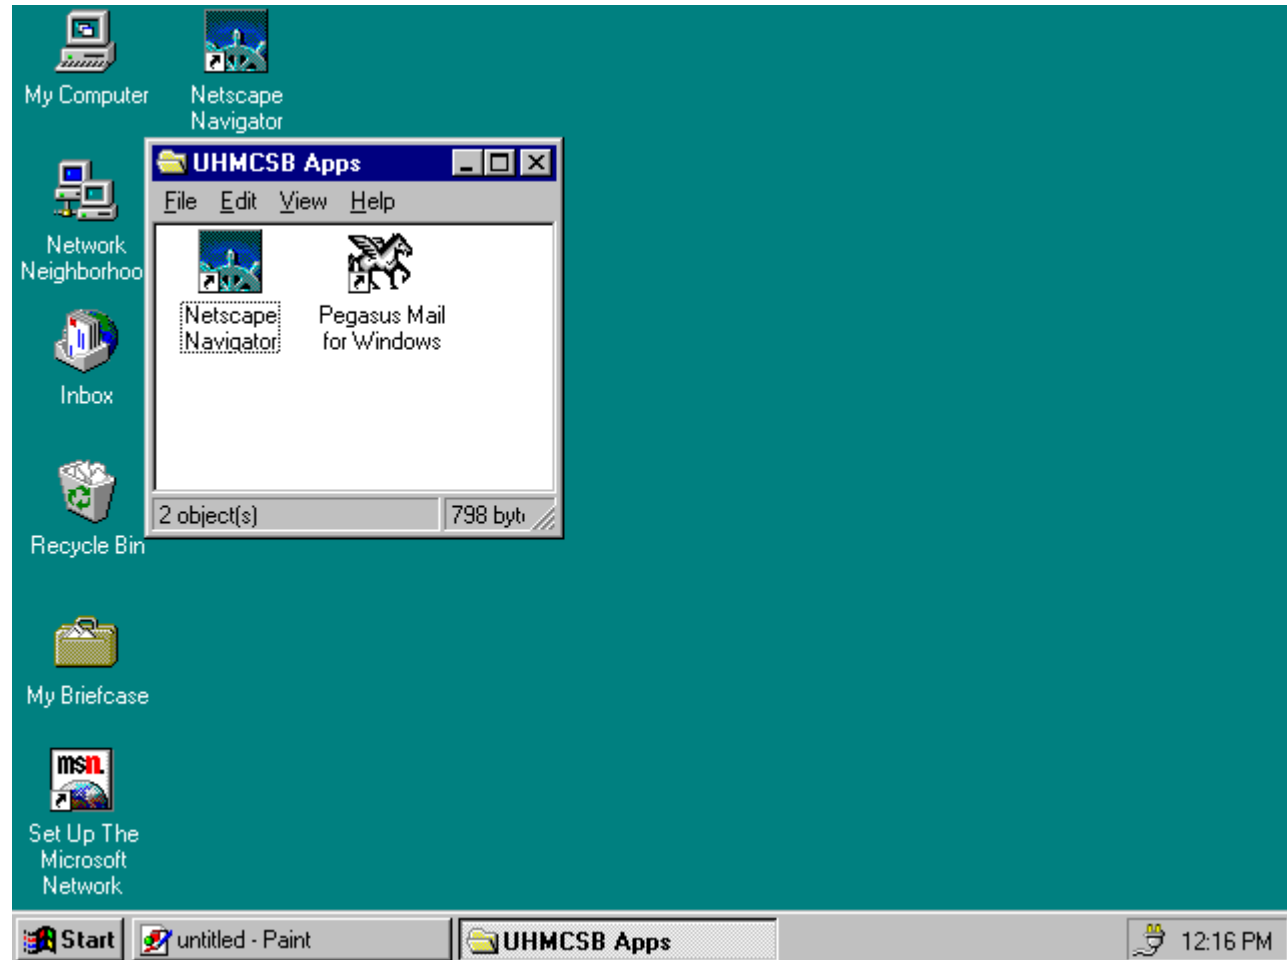 My Computer
Netscape
Navigator
UHMCSB Apps
File Edit View Help
Network
Neighborhoo
Netscape
Navigator
Pegasus Mail
for Windows
Inbox
2 object(s)
798 byt
Recycle Bin
My Briefcase
msn.
Set Up The
Microsoft
Network
Start
untitled - Paint
UHMCSB Apps
12:16 PM